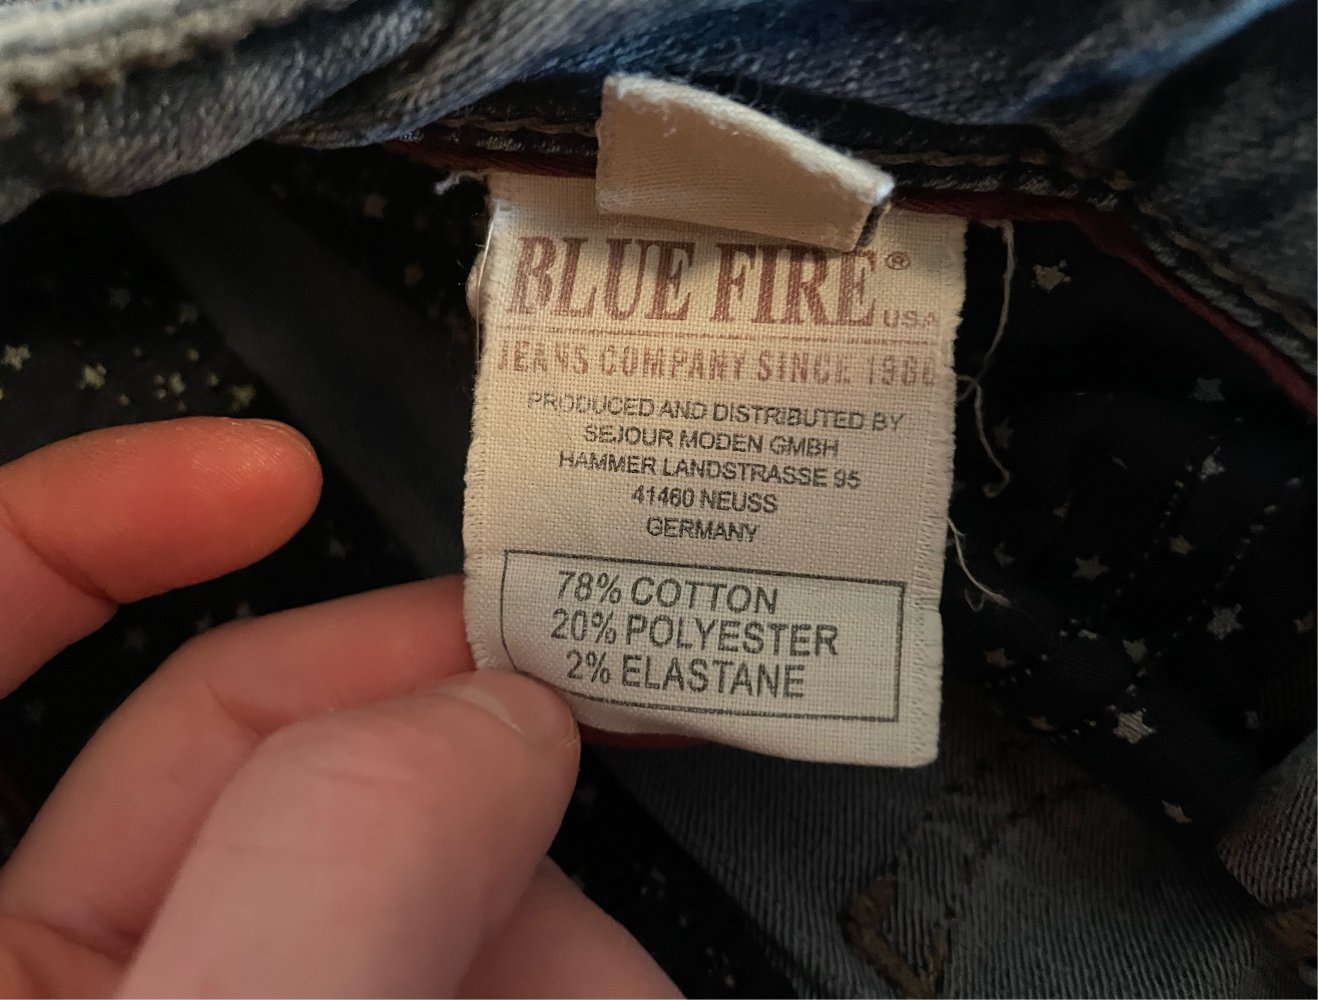 BLUE FIRE® USA
JEANS COMPANY SINCE 1986
PRODUCED AND DISTRIBUTED BY
SEJOUR MODEN GMBH
HAMMER LANDSTRASSE 95
41460 NEUSS
GERMANY
78% COTTON
20% POLYESTER
2% ELASTANE